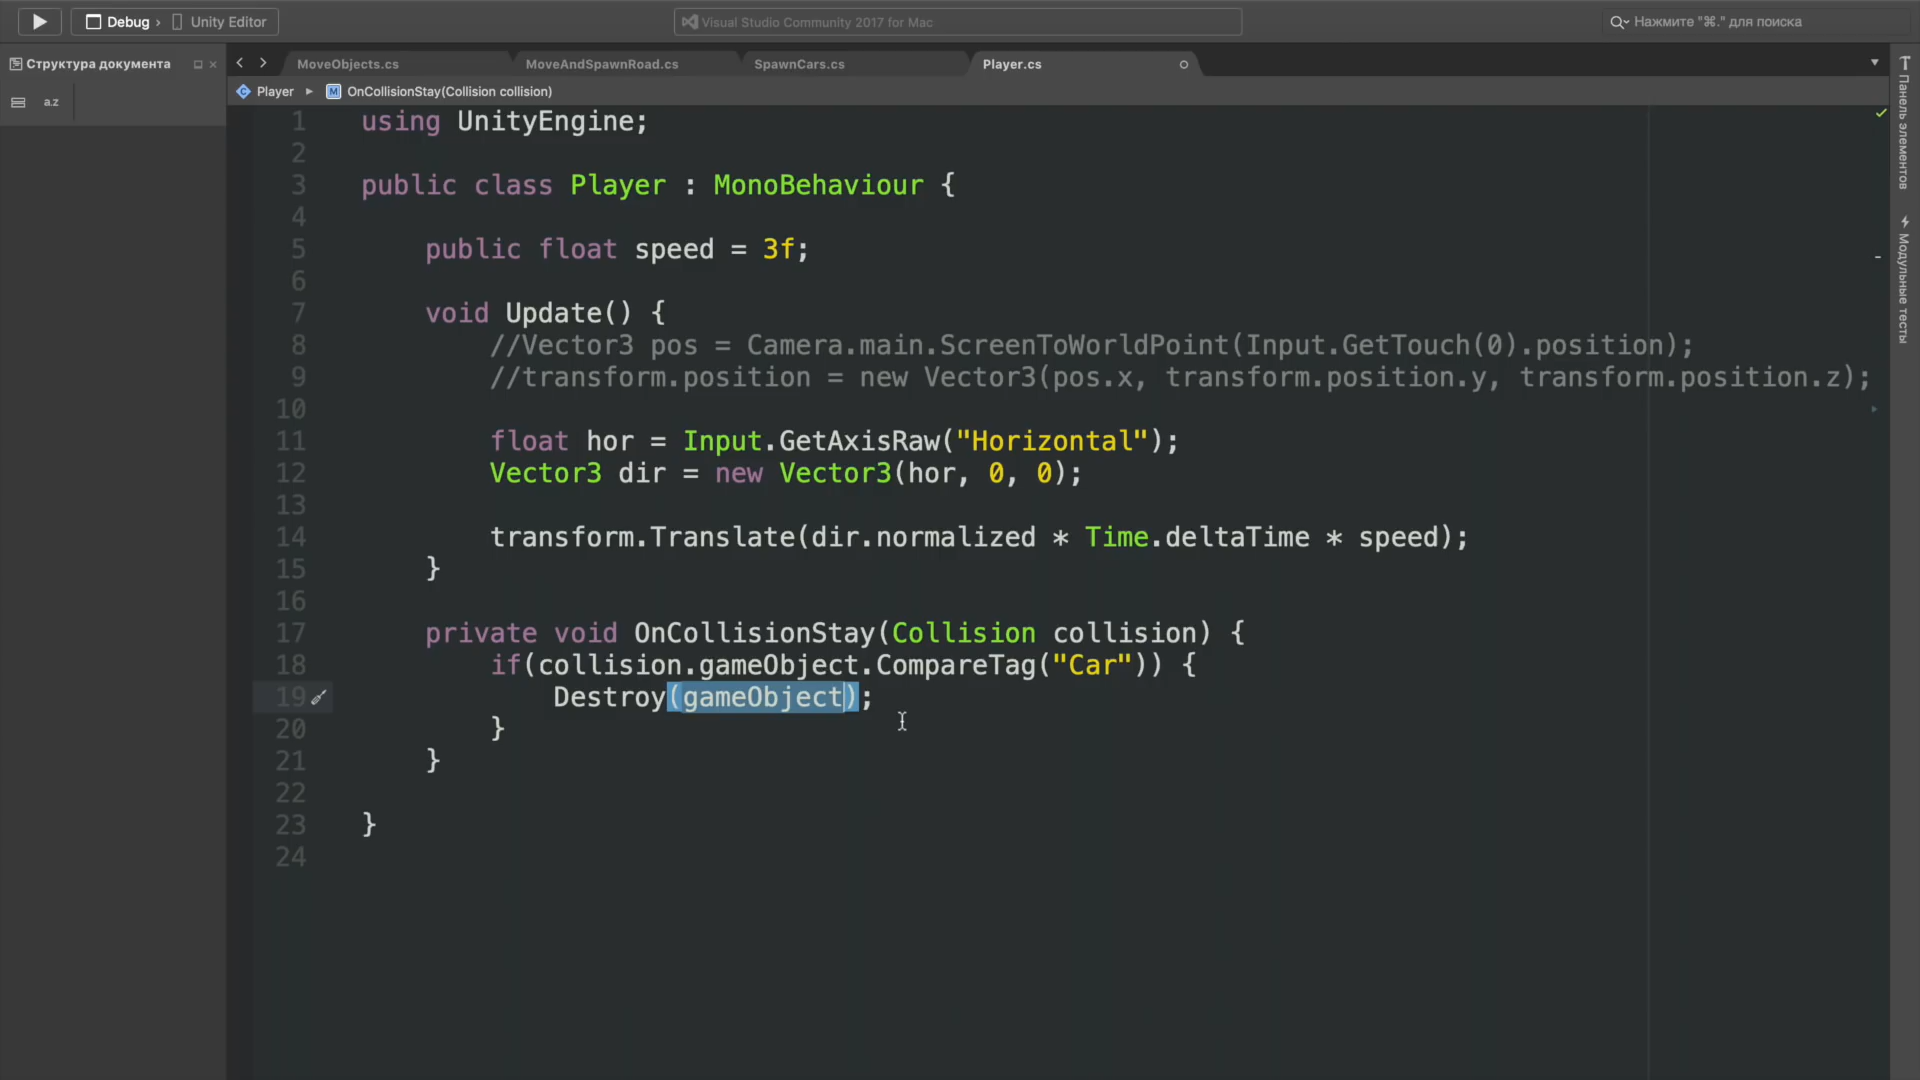 Debug › Unity Editor
Visual Studio Community 2017 for Mac
Нажмите "⌘." для поиска
Структура документа
MoveObjects.cs
MoveAndSpawnRoad.cs
SpawnCars.cs
Player.cs
a.z
Player
M
OnCollisionStay(Collision collision)
1 using UnityEngine;
2
3 public class Player : MonoBehaviour {
4
5 public float speed = 3f;
6
7 void Update() {
8 //Vector3 pos = Camera.main.ScreenToWorldPoint(Input.GetTouch(0).position);
9 //transform.position = new Vector3(pos.x, transform.position.y, transform.position.z);
10
11 float hor = Input.GetAxisRaw("Horizontal");
12 Vector3 dir = new Vector3(hor, 0, 0);
13
14 transform.Translate(dir.normalized * Time.deltaTime * speed);
15 }
16
17 private void OnCollisionStay(Collision collision) {
18 if(collision.gameObject.CompareTag("Car")) {
19 Destroy(gameObject);
20 }
21 }
22
23 }
24
Панель элементов
Модульные тесты